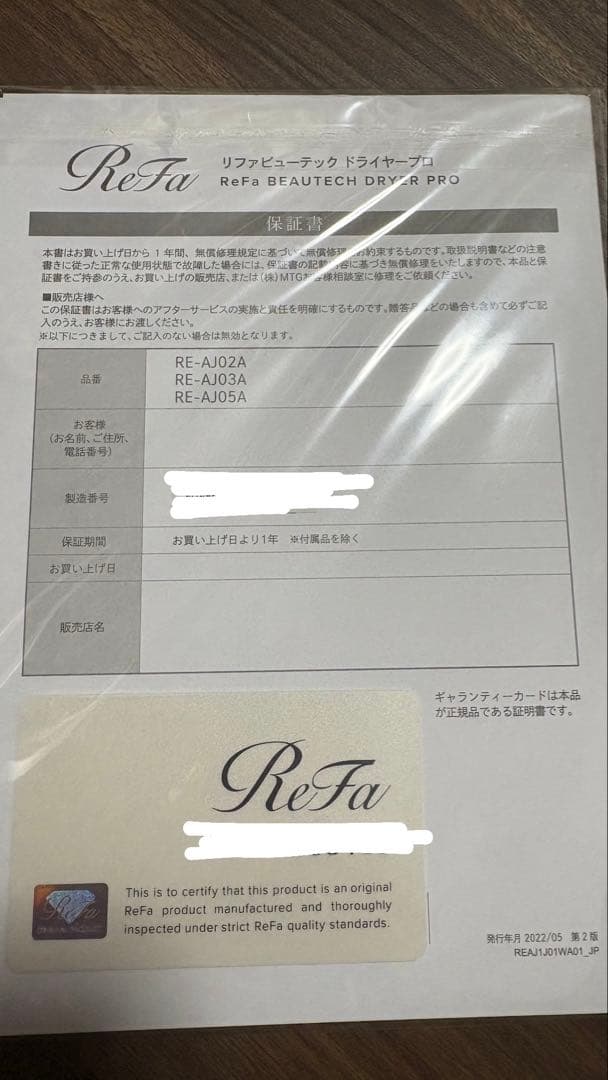 ReFa
リファビューテック ドライヤープロ
ReFa BEAUTECH DRYER PRO
保証書
本書はお買い上げ日から 1 年間、無償修理規定に基づいて無償修理をお約束するものです。取扱説明書などの注意
書きに従った正常な使用状態で故障した場合には、保証書の記載内容に基づき無償修理をいたしますので、本品と保
証書をご持参のうえ、お買い上げの販売店、または(株)MTGお客様相談室に修理をご依頼ください。
■販売店様へ
この保証書はお客様へのアフターサービスの実施と責任を明確にするものです。贈答品などの場合も含めて必ずご記
入のうえ、お客様にお渡しください。
※以下につきまして、ご記入のない場合は無効となります。
品番
RE-AJ02A
RE-AJ03A
RE-AJ05A
お客様
(お名前、ご住所、
電話番号)
製造番号
保証期間
お買い上げ日より1年 ※付属品を除く
お買い上げ日
販売店名
ギャランティーカードは本品
が正規品である証明書です。
ReFa
ReFa
This is to certify that this product is an original
ReFa product manufactured and thoroughly
inspected under strict ReFa quality standards.
発行年月 2022/05 第2版
REAJ1J01WA01_JP